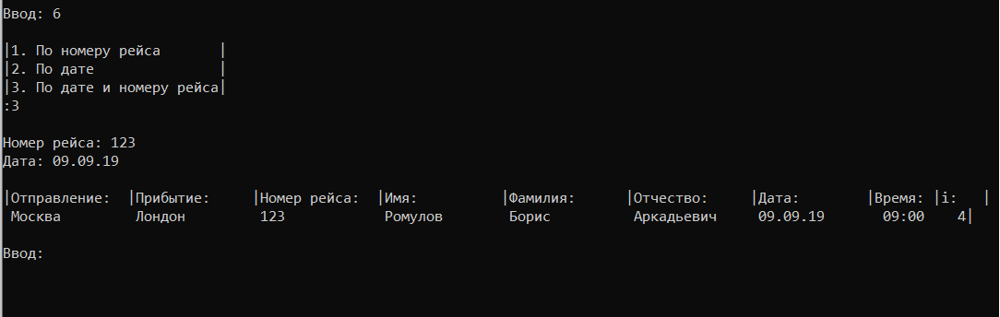 Ввод: 6
|1. По номеру рейса       |
|2. По дате               |
|3. По дате и номеру рейса|
:3
Номер рейса: 123
Дата: 09.09.19
|Отправление:  |Прибытие:     |Номер рейса:  |Имя:          |Фамилия:      |Отчество:     |Дата:        |Время: |i:   |
 Москва         Лондон         123            Ромулов        Борис          Аркадьевич     09.09.19       09:00    4|
Ввод: